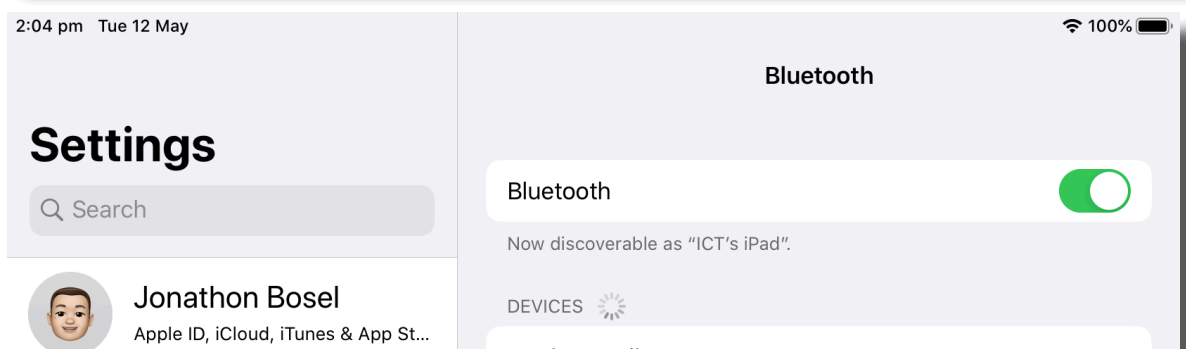 2:04 pm Tue 12 May
100%
Settings
Search
Jonathon Bosel
Apple ID, iCloud, iTunes & App St...
Bluetooth
Bluetooth
Now discoverable as “ICT’s iPad”.
DEVICES